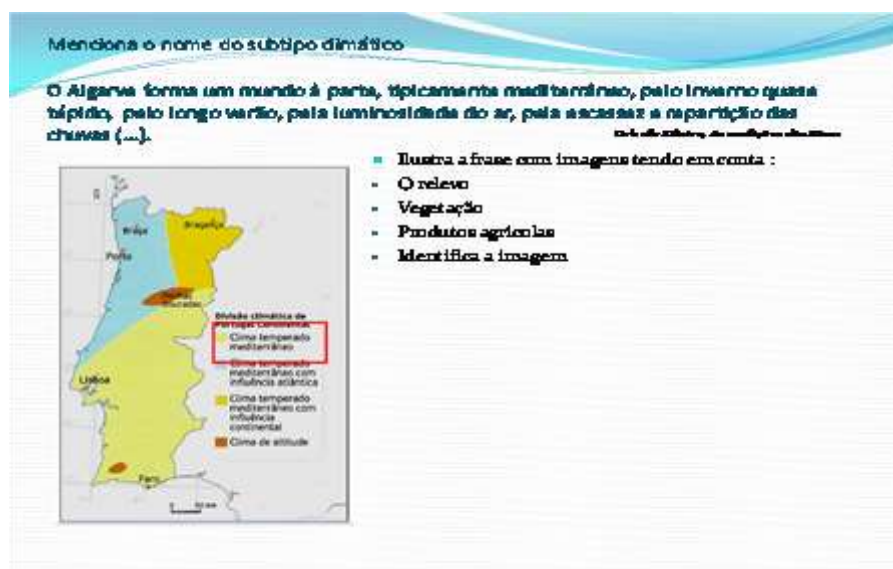 Menciona o nome do subtipo climático
O Algarve forma um mundo à parte, tipicamente mediterrâneo, pelo inverno quase
tépido, pelo longo verão, pela luminosidade do ar, pela escassez e repartição das
chuvas (...).
Ilustra a frase com imagens tendo em conta :
O relevo
Vegetação
Produtos agrícolas
Identifica a imagem
Braga
Bragança
Porto
Divisão climática de
Portugal Continental
Clima temperado
mediterrâneo
Clima temperado
mediterrâneo com
influência atlântica
Lisboa
Clima temperado
mediterrâneo com
influência
continental
Clima de altitude
Faro